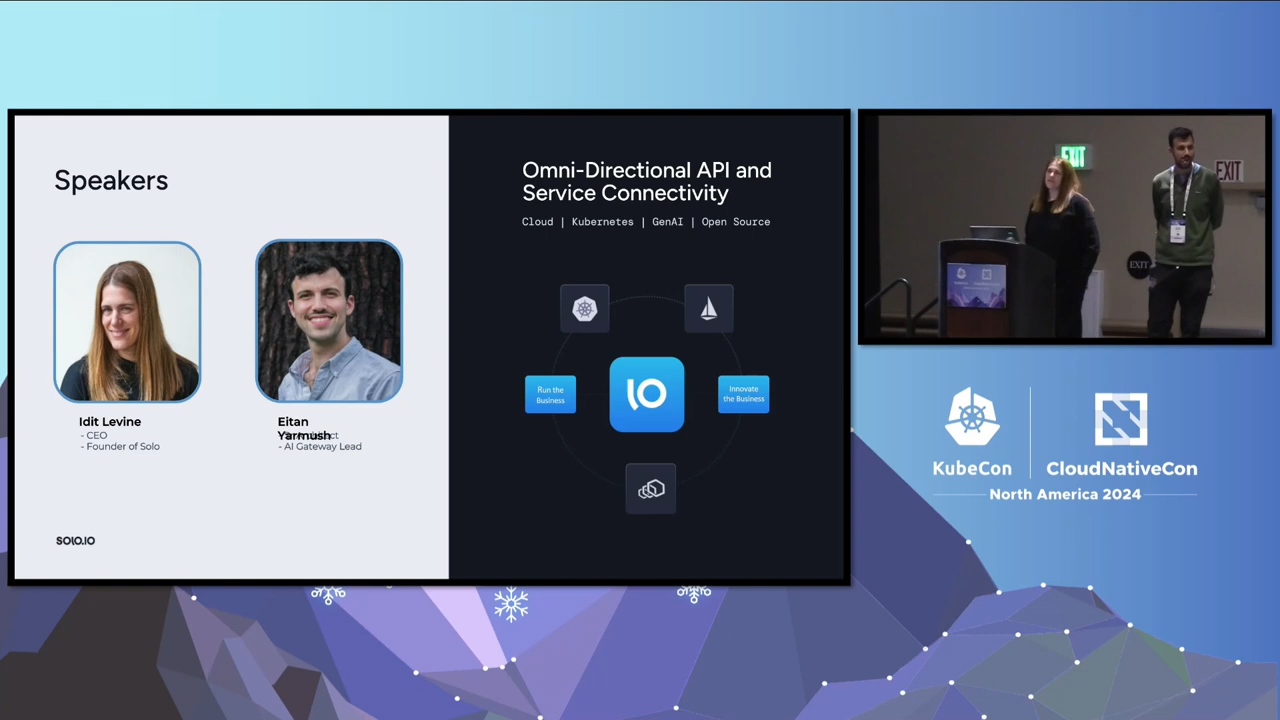 Speakers
Idit Levine
- CEO
- Founder of Solo
Eitan
Yarmush
- AI Gateway Lead
SOLO.IO
Omni-Directional API and
Service Connectivity
Cloud | Kubernetes | GenAI | Open Source
Run the
Business
Innovate
the Business
EXIT
EXIT
EXIT
KubeCon
CloudNativeCon
North America 2024